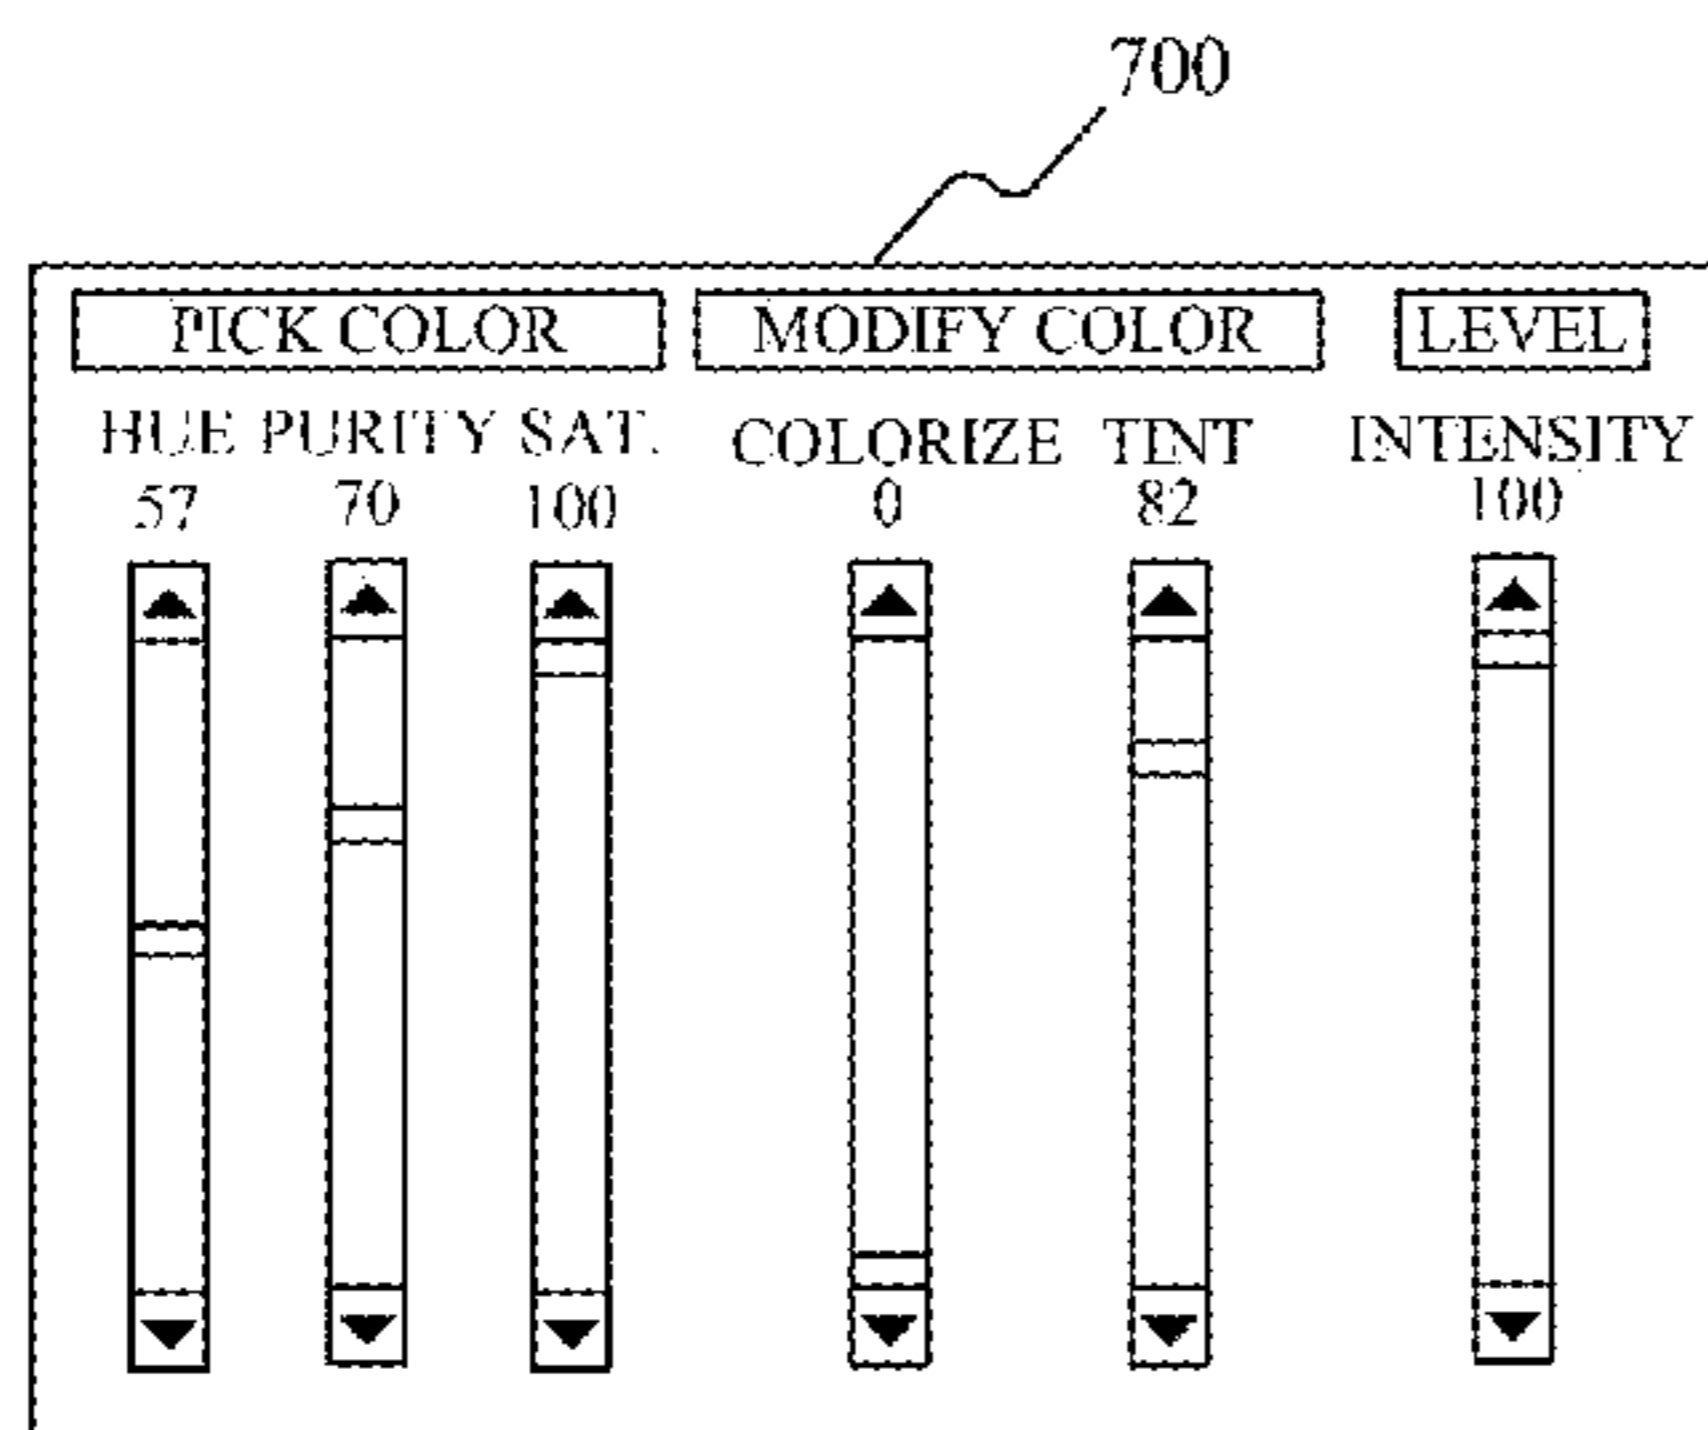 700
PICK COLOR MODIFY COLOR LEVEL
HUE PURITY SAT. COLORIZE TINT INTENSITY
57 70 100 0 82 100